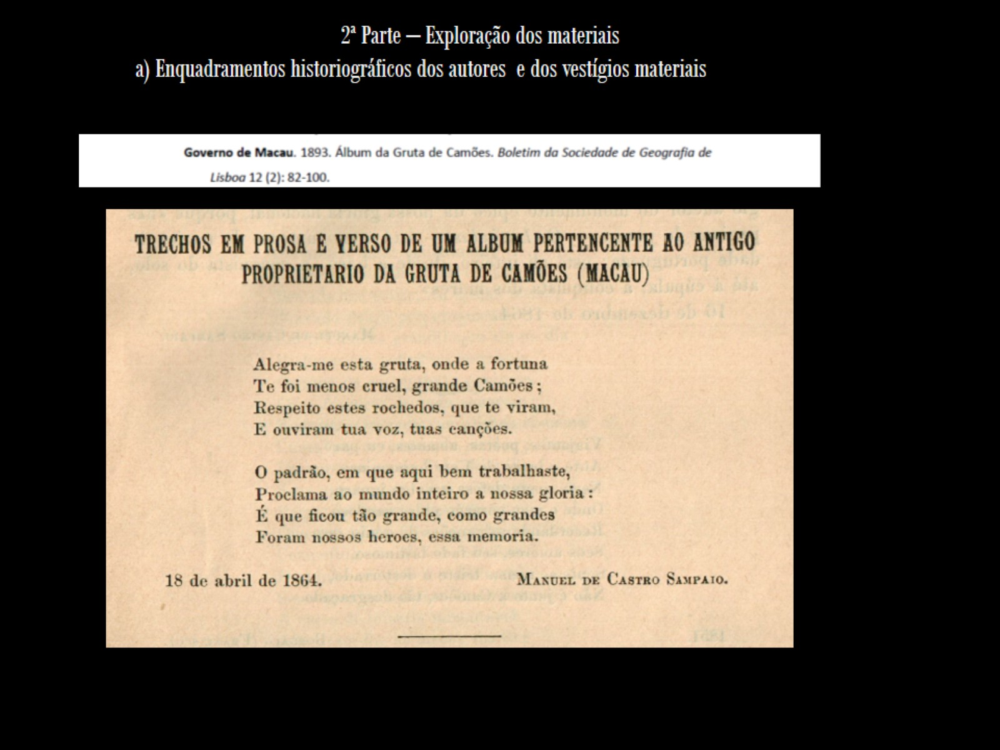 2ª Parte — Exploração dos materiais
a) Enquadramentos historiográficos dos autores e dos vestígios materiais
Governo de Macau. 1893. Álbum da Gruta de Camões. Boletim da Sociedade de Geografia de
Lisboa 12 (2): 82-100.
TRECHOS EM PROSA E VERSO DE UM ALBUM PERTENCENTE AO ANTIGO
PROPRIETARIO DA GRUTA DE CAMÕES (MACAU)
Alegra-me esta gruta, onde a fortuna
Te foi menos cruel, grande Camões;
Respeito estes rochedos, que te viram,
E ouviram tua voz, tuas canções.
O padrão, em que aqui bem trabalhaste,
Proclama ao mundo inteiro a nossa gloria:
É que ficou tão grande, como grandes
Foram nossos heroes, essa memoria.
18 de abril de 1864.
MANUEL DE CASTRO SAMPAIO.